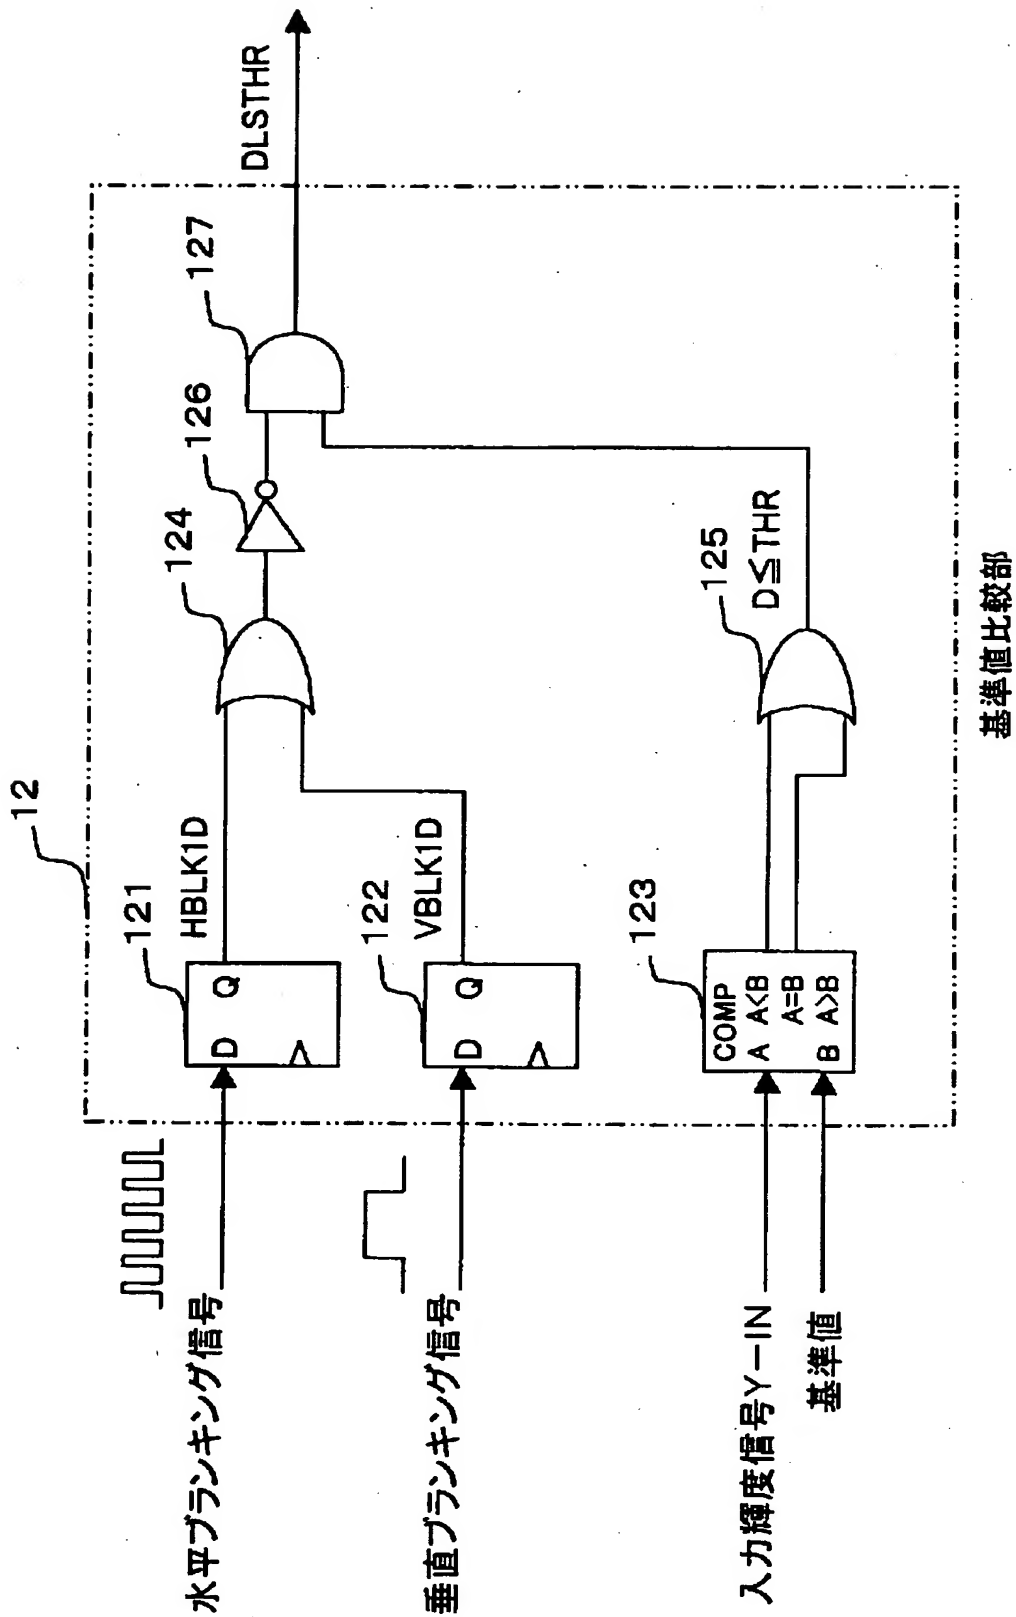 12
水平ブランキング信号
121
D Q
HBLK1D
124
126
127
DLSTHR
垂直ブランキング信号
122
D Q
VBLK1D
入力輝度信号Y－IN
基準値
123
COMP
A A<B
A=B
B A>B
125
D≦THR
基準値比較部